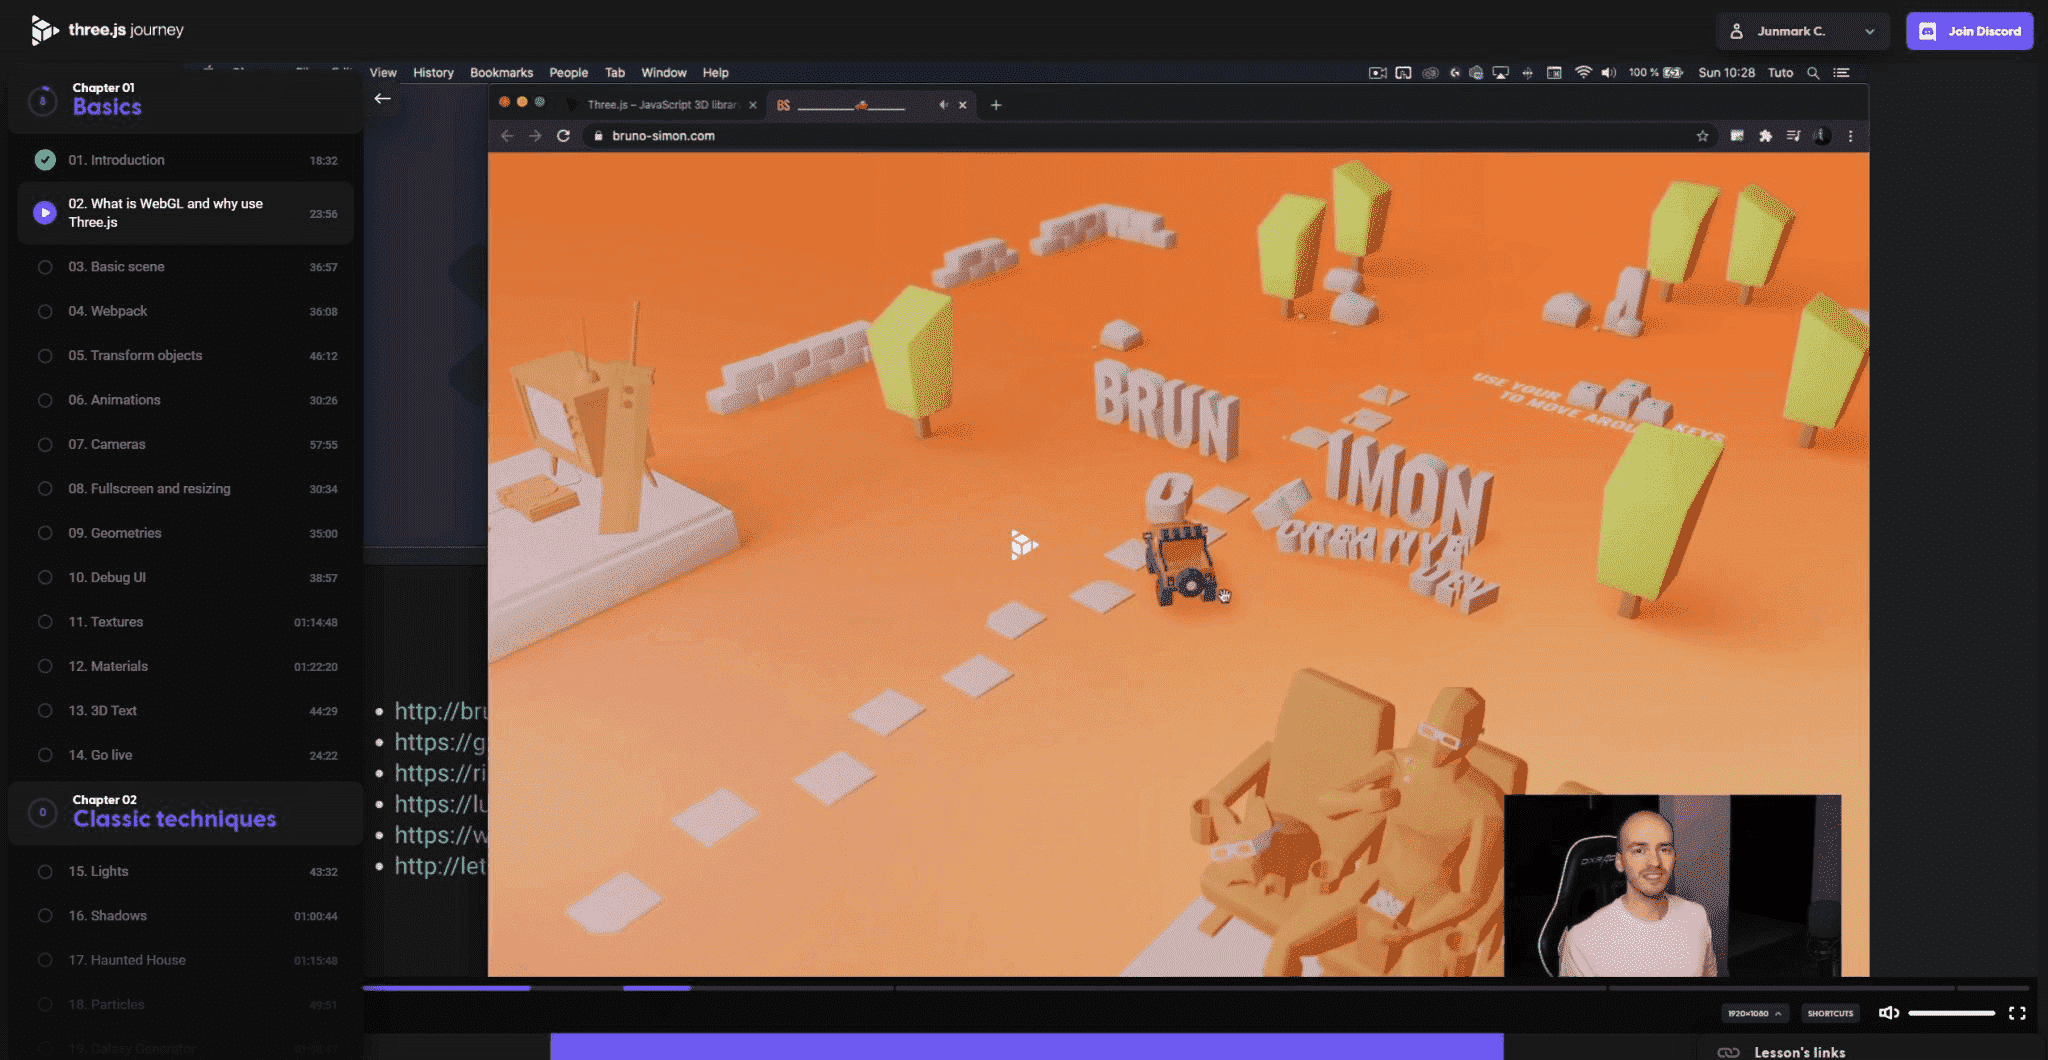 three.js journey
Junmark C.
Join Discord
Chapter 01
Basics
8
01. Introduction 18:32
02. What is WebGL and why use
Three.js
23:56
03. Basic scene 36:57
04. Webpack 36:08
05. Transform objects 46:12
06. Animations 30:26
07. Cameras 57:55
08. Fullscreen and resizing 30:34
09. Geometries 35:00
10. Debug UI 38:57
11. Textures 01:14:48
12. Materials 01:22:20
13. 3D Text 44:29
14. Go live 24:22
Chapter 02
Classic techniques
0
15. Lights 43:32
16. Shadows 01:00:44
17. Haunted House 01:15:48
18. Particles 49:51
19. Galaxy Generator
View History Bookmarks People Tab Window Help
100 % Sun 10:28 Tuto
Three.js – JavaScript 3D librar
BS
bruno-simon.com
BRUN
O
IMON
CREATIVE
DEV
USE YOUR
TO MOVE AROU KEYS
http://bru
https://g
https://ri
https://lu
https://w
http://let
DXRAC
1920×1080
SHORTCUTS
Lesson's links